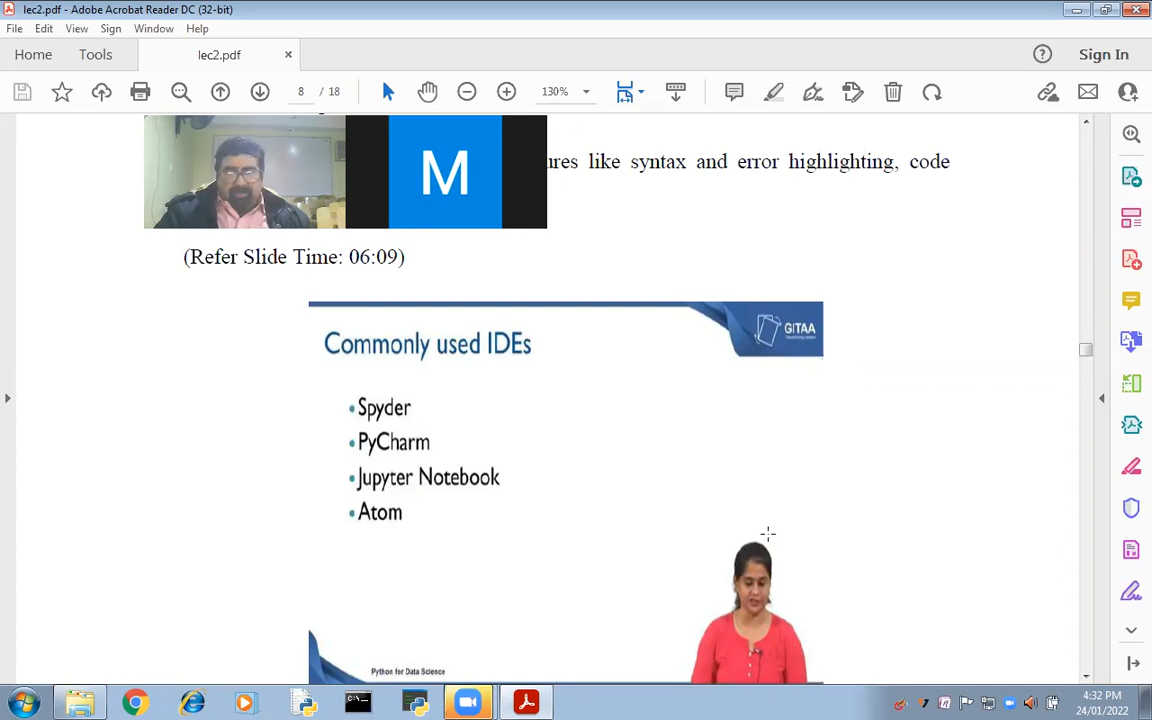 lec2.pdf - Adobe Acrobat Reader DC (32-bit)
File Edit View Sign Window Help
Home Tools lec2.pdf × Sign In
8 / 18 130%
M
ures like syntax and error highlighting, code
(Refer Slide Time: 06:09)
GITAA
Commonly used IDEs
•Spyder
•PyCharm
•Jupyter Notebook
•Atom
Python for Data Science
4:32 PM
24/01/2022